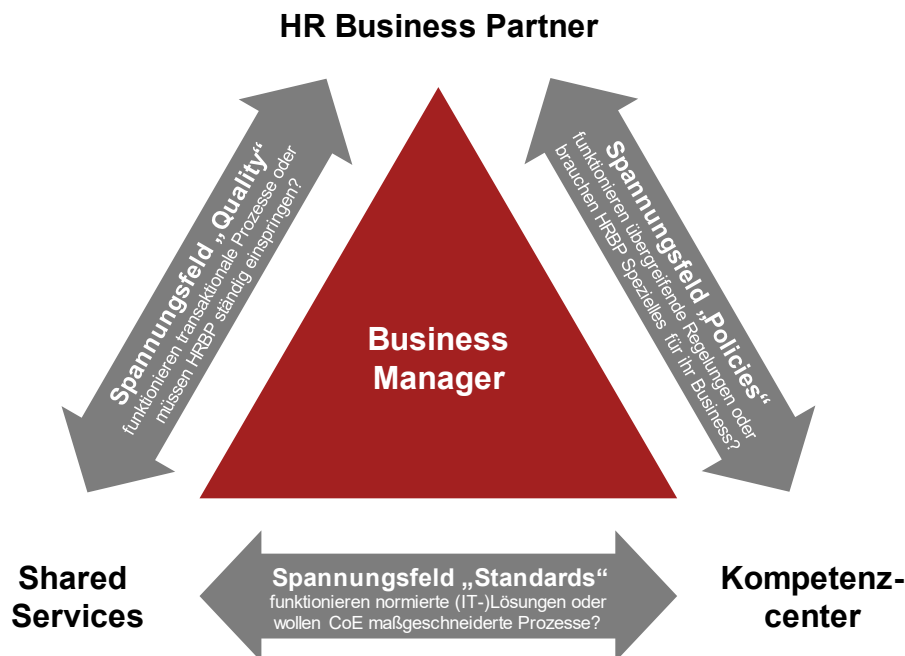 HR Business Partner
Spannungsfeld „Quality“
funktionieren transaktionale Prozesse oder
müssen HRBP ständig einspringen?
Spannungsfeld „Policies“
funktionieren übergreifende Regelungen oder
brauchen HRBP Spezielles für ihr Business?
Business
Manager
Shared
Services
Spannungsfeld „Standards“
funktionieren normierte (IT-)Lösungen oder
wollen CoE maßgeschneiderte Prozesse?
Kompetenz-
center